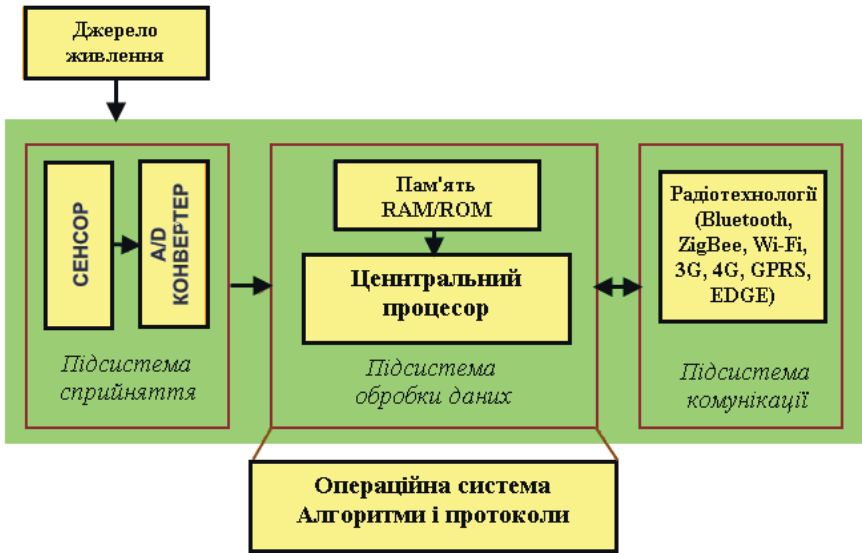 Джерело
живлення
СЕНСОР
A/D
КОНВЕРТЕР
Підсистема
сприйняття
Пам'ять
RAM/ROM
Ценнтральний
процесор
Підсистема
обробки даних
Радіотехнології
(Bluetooth,
ZigBee, Wi-Fi,
3G, 4G, GPRS,
EDGE)
Підсистема
комунікації
Операційна система
Алгоритми і протоколи